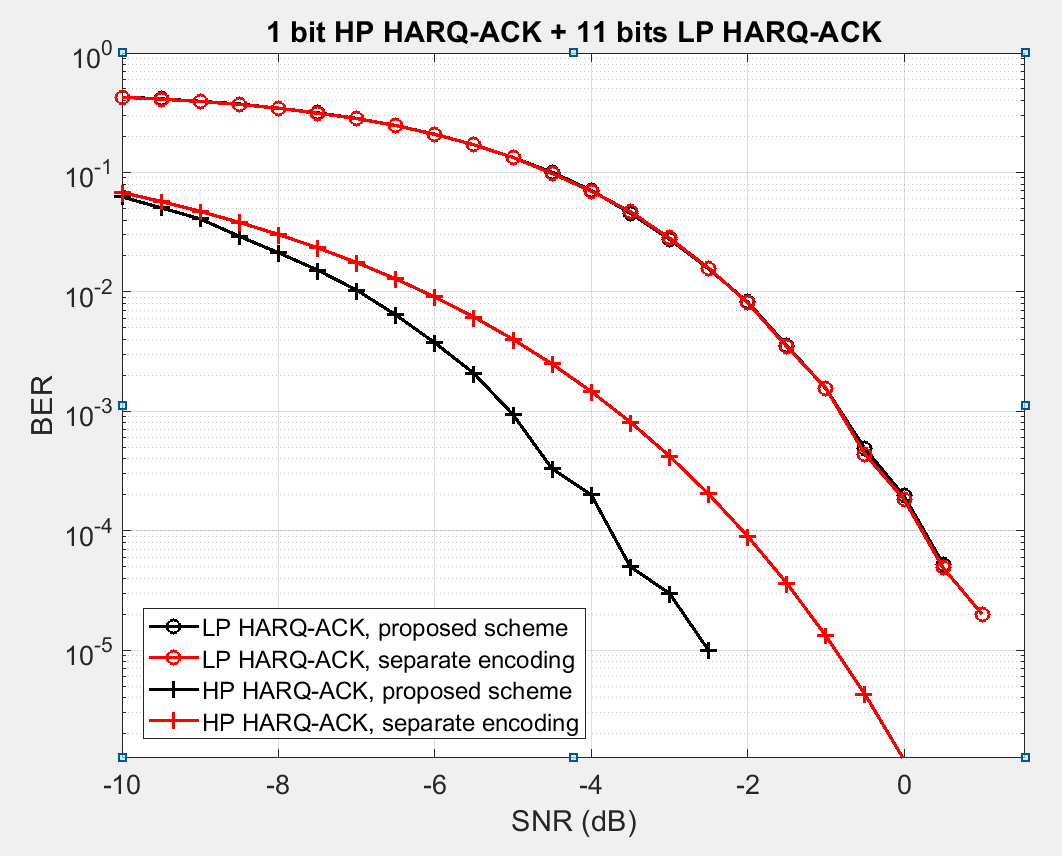 1 bit HP HARQ-ACK + 11 bits LP HARQ-ACK
10^0
10^-1
10^-2
10^-3
10^-4
10^-5
BER
LP HARQ-ACK, proposed scheme
LP HARQ-ACK, separate encoding
HP HARQ-ACK, proposed scheme
HP HARQ-ACK, separate encoding
-10 -8 -6 -4 -2 0
SNR (dB)